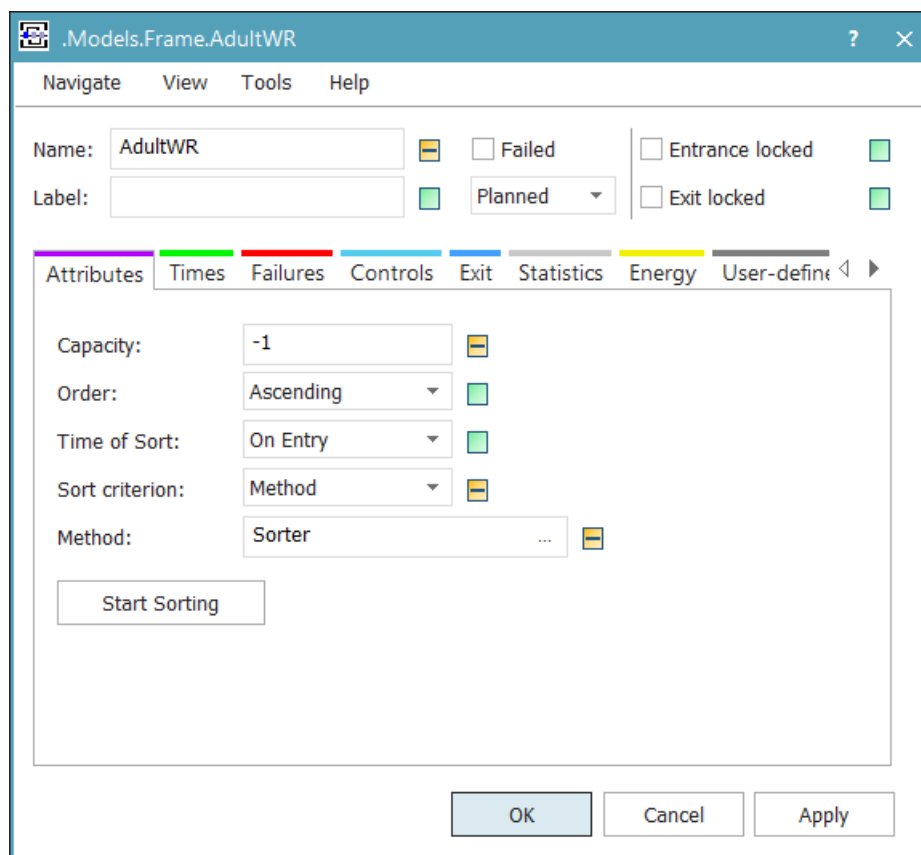 .Models.Frame.AdultWR ?
Navigate View Tools Help
Name: AdultWR Failed Entrance locked
Label: Planned Exit locked
Attributes Times Failures Controls Exit Statistics Energy User-define
Capacity: -1
Order: Ascending
Time of Sort: On Entry
Sort criterion: Method
Method: Sorter ...
Start Sorting
OK Cancel Apply